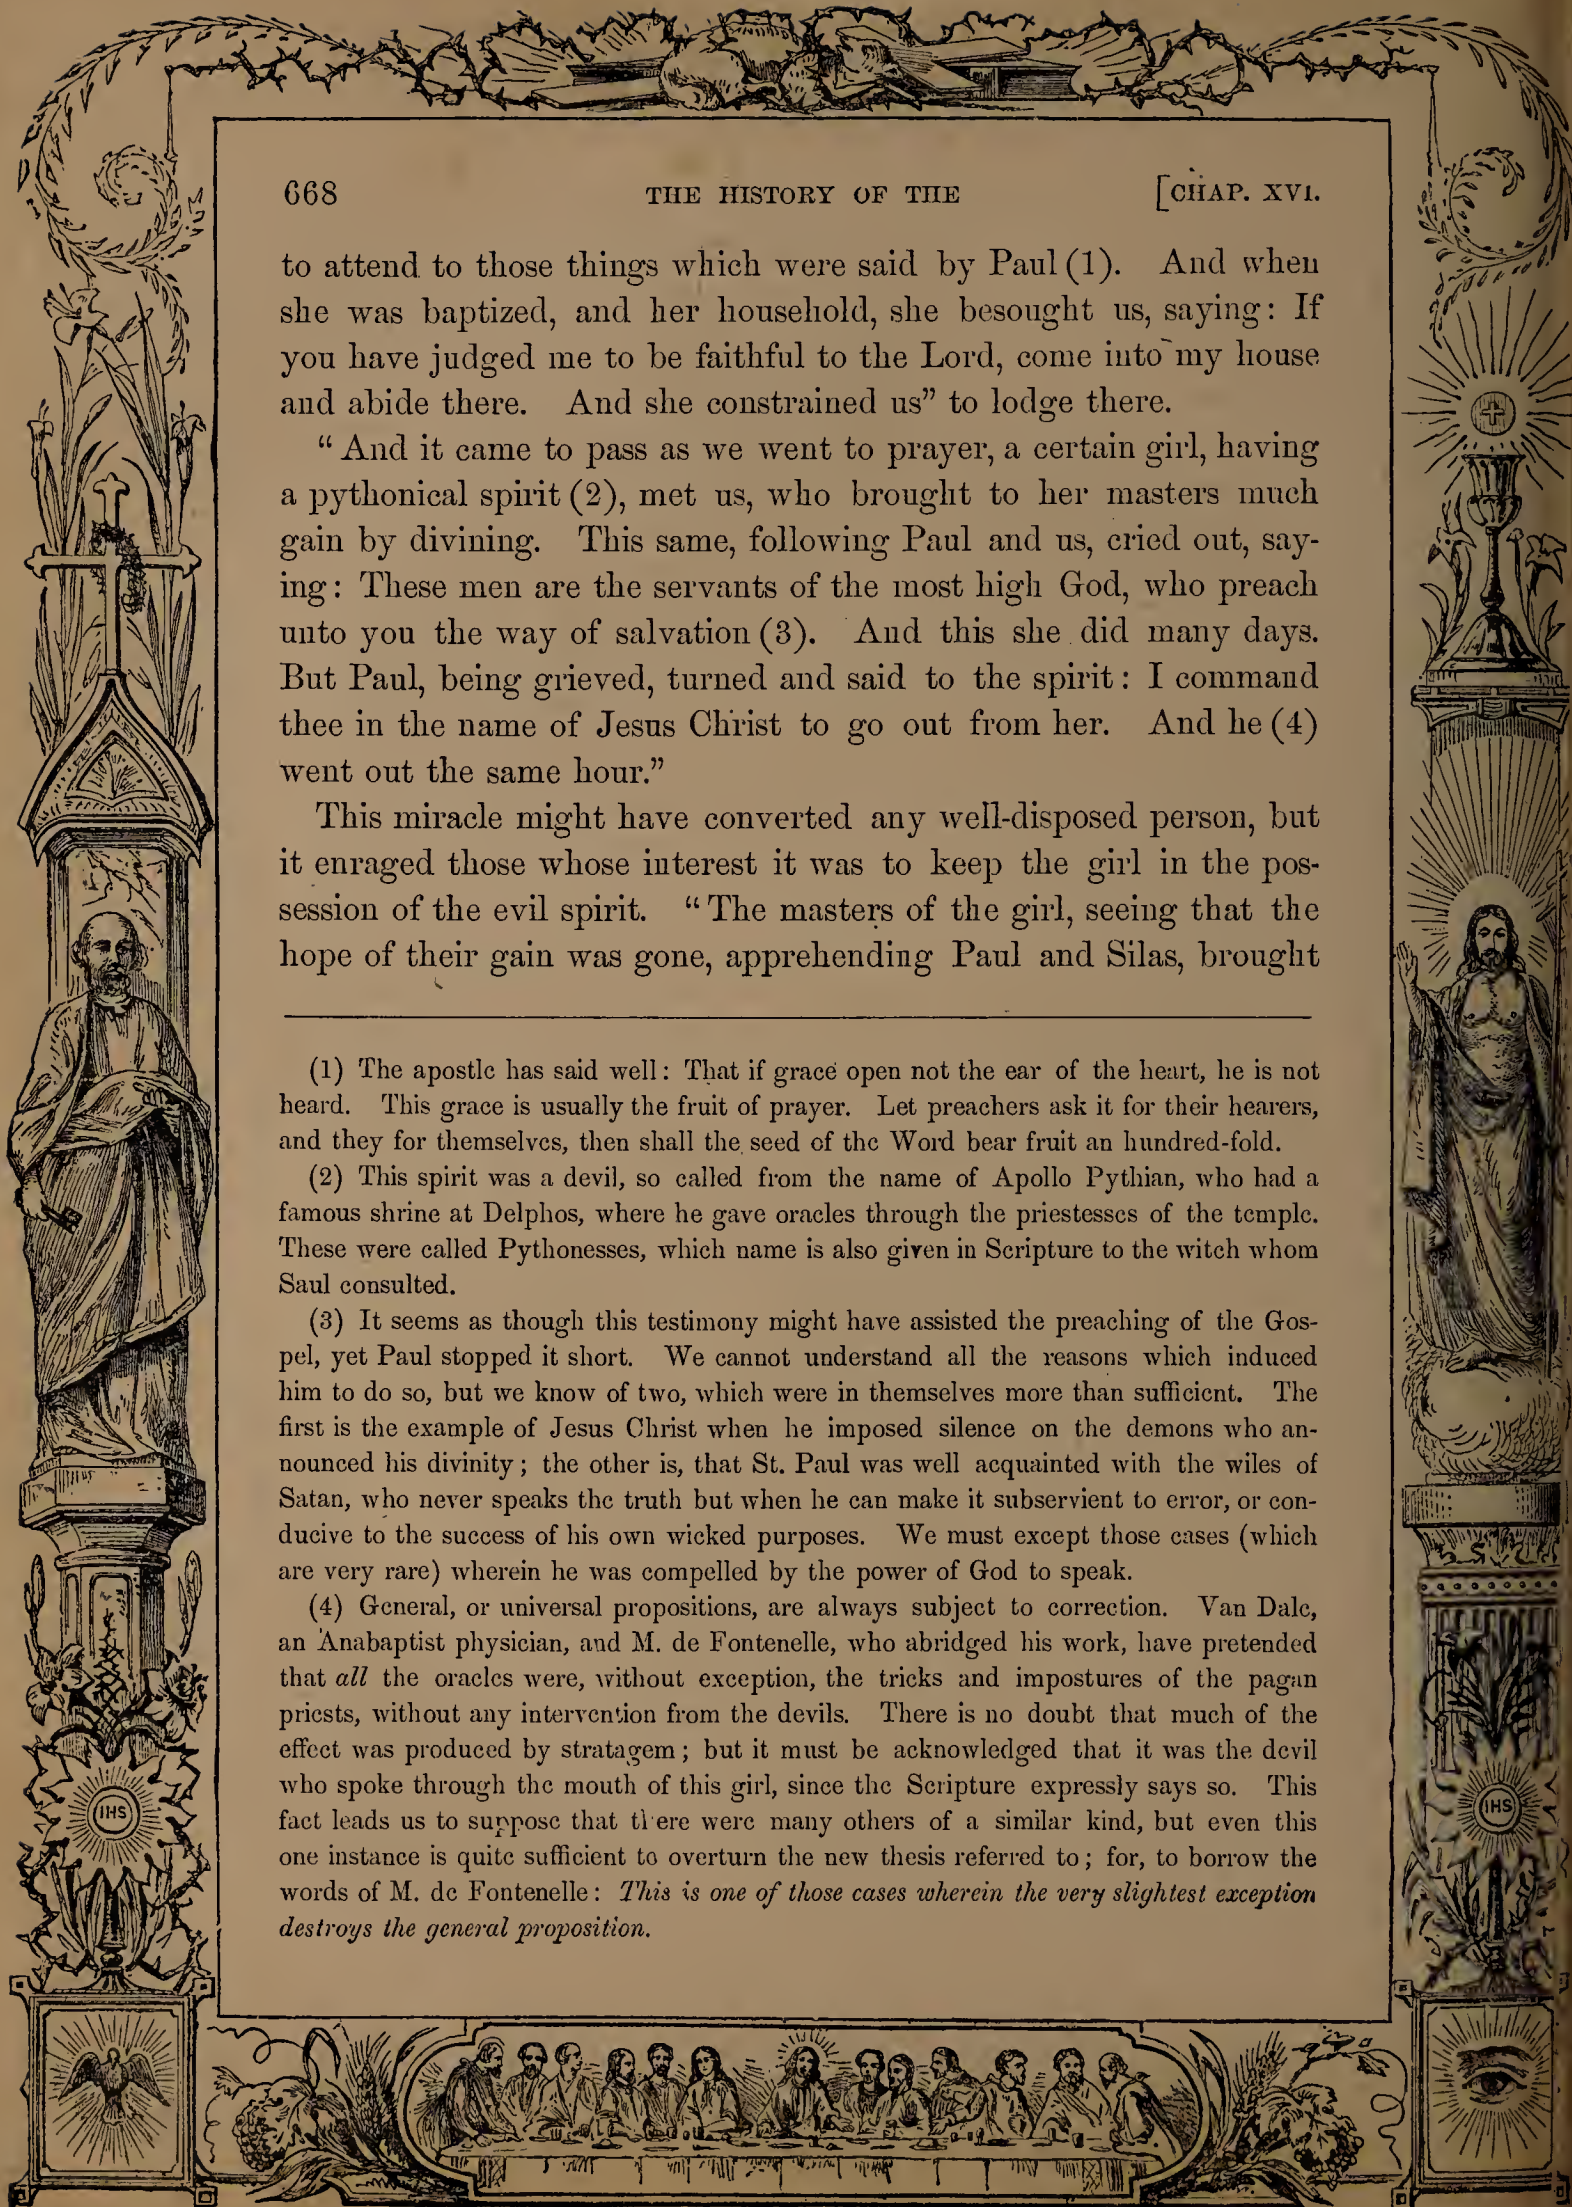 668 THE HISTORY OF THE [CHAP. XVI.
to attend to those things which were said by Paul (1). And when
she was baptized, and her household, she besought us, saying: If
you have judged me to be faithful to the Lord, come into my house
and abide there. And she constrained us” to lodge there.
“And it came to pass as we went to prayer, a certain girl, having
a pythonical spirit (2), met us, who brought to her masters much
gain by divining. This same, following Paul and us, cried out, say-
ing: These men are the servants of the most high God, who preach
unto you the way of salvation (3). And this she did many days.
But Paul, being grieved, turned and said to the spirit: I command
thee in the name of Jesus Christ to go out from her. And he (4)
went out the same hour.”
This miracle might have converted any well-disposed person, but
it enraged those whose interest it was to keep the girl in the pos-
session of the evil spirit. “The masters of the girl, seeing that the
hope of their gain was gone, apprehending Paul and Silas, brought
(1) The apostle has said well: That if grace open not the ear of the heart, he is not
heard. This grace is usually the fruit of prayer. Let preachers ask it for their hearers,
and they for themselves, then shall the seed of the Word bear fruit an hundred-fold.
(2) This spirit was a devil, so called from the name of Apollo Pythian, who had a
famous shrine at Delphos, where he gave oracles through the priestesses of the temple.
These were called Pythonesses, which name is also given in Scripture to the witch whom
Saul consulted.
(3) It seems as though this testimony might have assisted the preaching of the Gos-
pel, yet Paul stopped it short. We cannot understand all the reasons which induced
him to do so, but we know of two, which were in themselves more than sufficient. The
first is the example of Jesus Christ when he imposed silence on the demons who an-
nounced his divinity; the other is, that St. Paul was well acquainted with the wiles of
Satan, who never speaks the truth but when he can make it subservient to error, or con-
ducive to the success of his own wicked purposes. We must except those cases (which
are very rare) wherein he was compelled by the power of God to speak.
(4) General, or universal propositions, are always subject to correction. Van Dale,
an Anabaptist physician, and M. de Fontenelle, who abridged his work, have pretended
that all the oracles were, without exception, the tricks and impostures of the pagan
priests, without any intervention from the devils. There is no doubt that much of the
effect was produced by stratagem; but it must be acknowledged that it was the devil
who spoke through the mouth of this girl, since the Scripture expressly says so. This
fact leads us to suppose that there were many others of a similar kind, but even this
one instance is quite sufficient to overturn the new thesis referred to; for, to borrow the
words of M. de Fontenelle: This is one of those cases wherein the very slightest exception
destroys the general proposition.
IHS
IHS